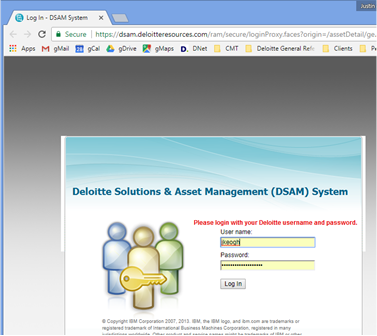 Justin
Log In - DSAM System
Secure https://dsam.deloitteresources.com/ram/secure/loginProxy.faces?origin=/assetDetail/ge
Apps gMail gCal gDrive gMaps DNet CMT Deloitte General Refe Clients Pe
Deloitte Solutions & Asset Management (DSAM) System
Please login with your Deloitte username and password.
User name:
jkeogh
Password:
Log In
© Copyright IBM Corporation 2007, 2013. IBM, the IBM logo, and ibm.com are trademarks or
registered trademark of International Business Machines Corporation, registered in many
jurisdictions worldwide. Other product and service names might be trademarks of IBM or other